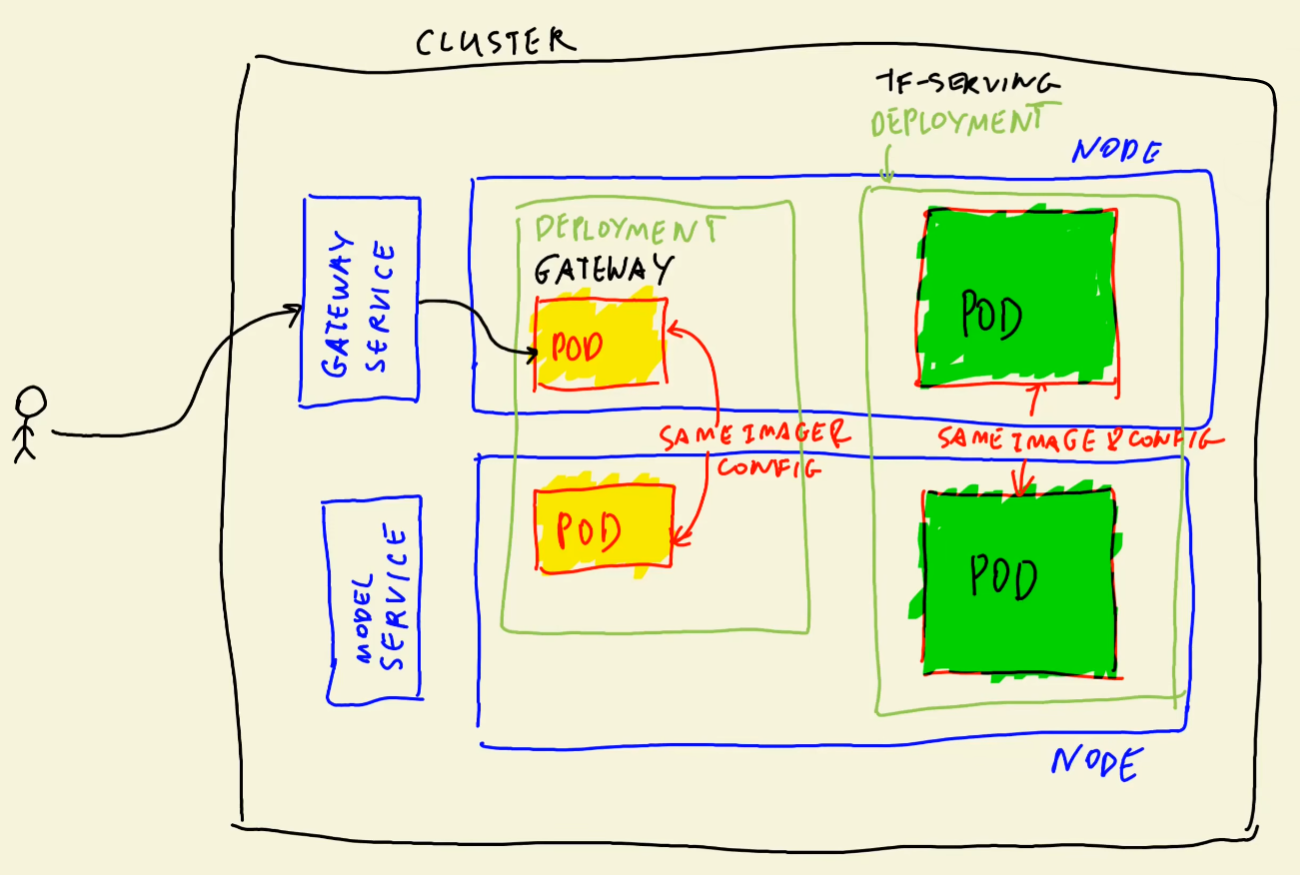 CLUSTER
TF-SERVING
DEPLOYMENT
NODE
GATEWAY
SERVICE
DEPLOYMENT
GATEWAY
POD
POD
SAME IMAGE &
CONFIG
SAME IMAGE & CONFIG
POD
POD
MODEL
SERVICE
NODE